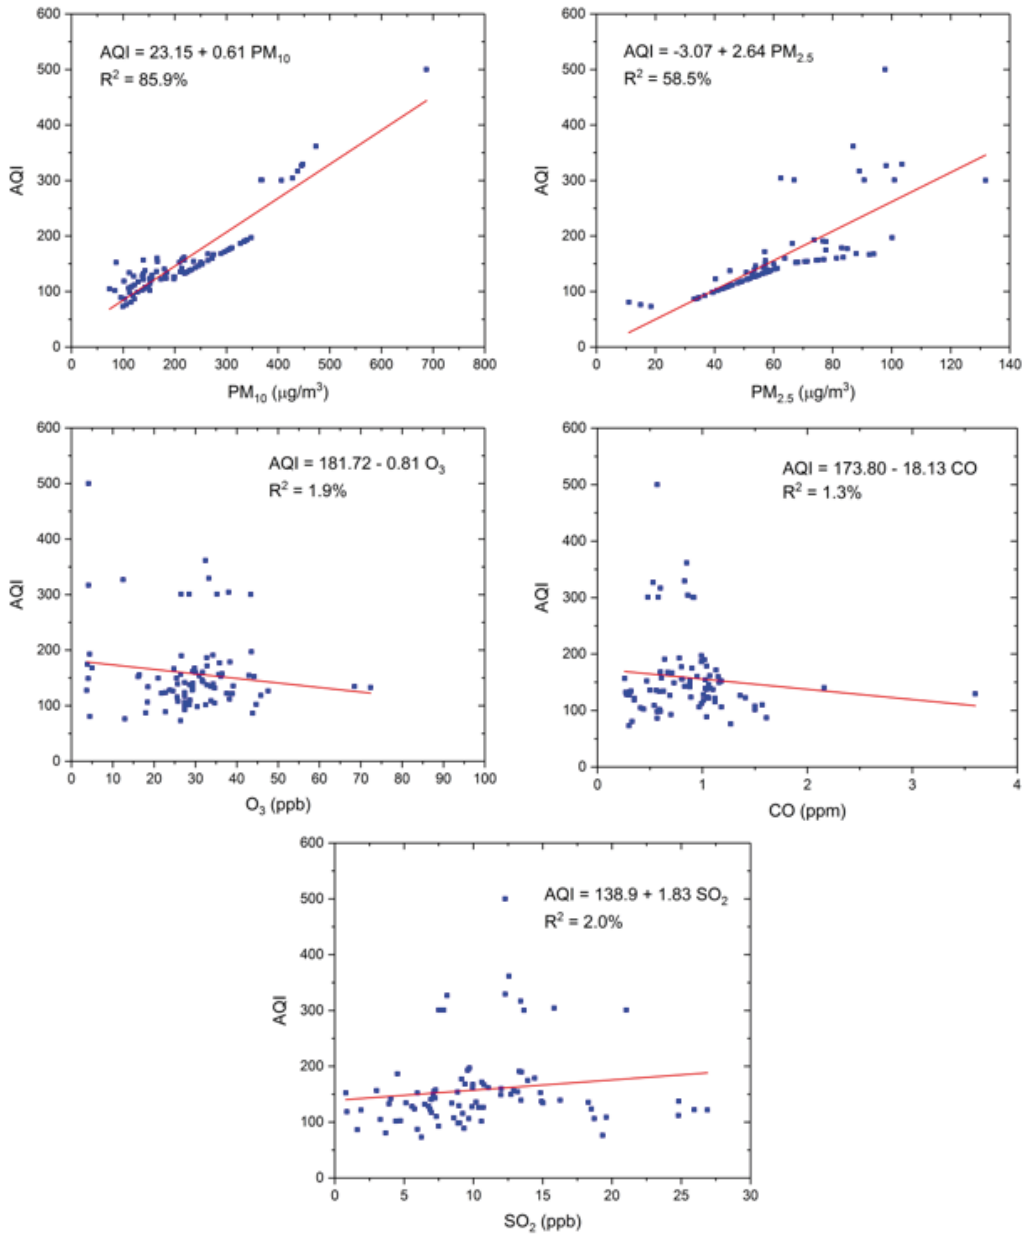 AQI = 23.15 + 0.61 PM₁₀
R² = 85.9%
600
500
400
300
200
100
0
AQI
0 100 200 300 400 500 600 700 800
PM₁₀ (μg/m³)
AQI = -3.07 + 2.64 PM₂.₅
R² = 58.5%
600
500
400
300
200
100
0
AQI
0 20 40 60 80 100 120 140
PM₂.₅ (μg/m³)
AQI = 181.72 - 0.81 O₃
R² = 1.9%
600
500
400
300
200
100
0
AQI
0 10 20 30 40 50 60 70 80 90 100
O₃ (ppb)
AQI = 173.80 - 18.13 CO
R² = 1.3%
600
500
400
300
200
100
0
AQI
0 1 2 3 4
CO (ppm)
AQI = 138.9 + 1.83 SO₂
R² = 2.0%
600
500
400
300
200
100
0
AQI
0 5 10 15 20 25 30
SO₂ (ppb)